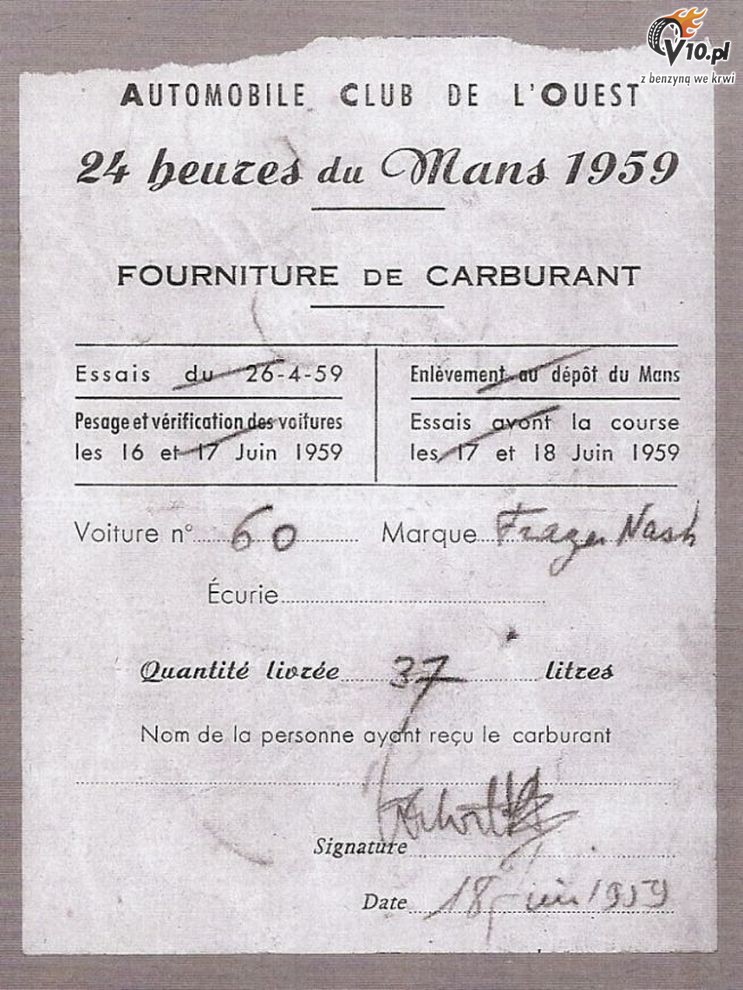 V10.pl
z benzyną we krwi
AUTOMOBILE CLUB DE L'OUEST
24 heures du Mans 1959
FOURNITURE DE CARBURANT
Essais du 26-4-59
Enlèvement au dépôt du Mans
Pesage et vérification des voitures
les 16 et 17 Juin 1959
Essais avant la course
les 17 et 18 Juin 1959
Voiture n° 60 Marque Frazer Nash
Écurie
Quantité livrée 37 litres
Nom de la personne ayant reçu le carburant
Signature
Date 18 juin 1959